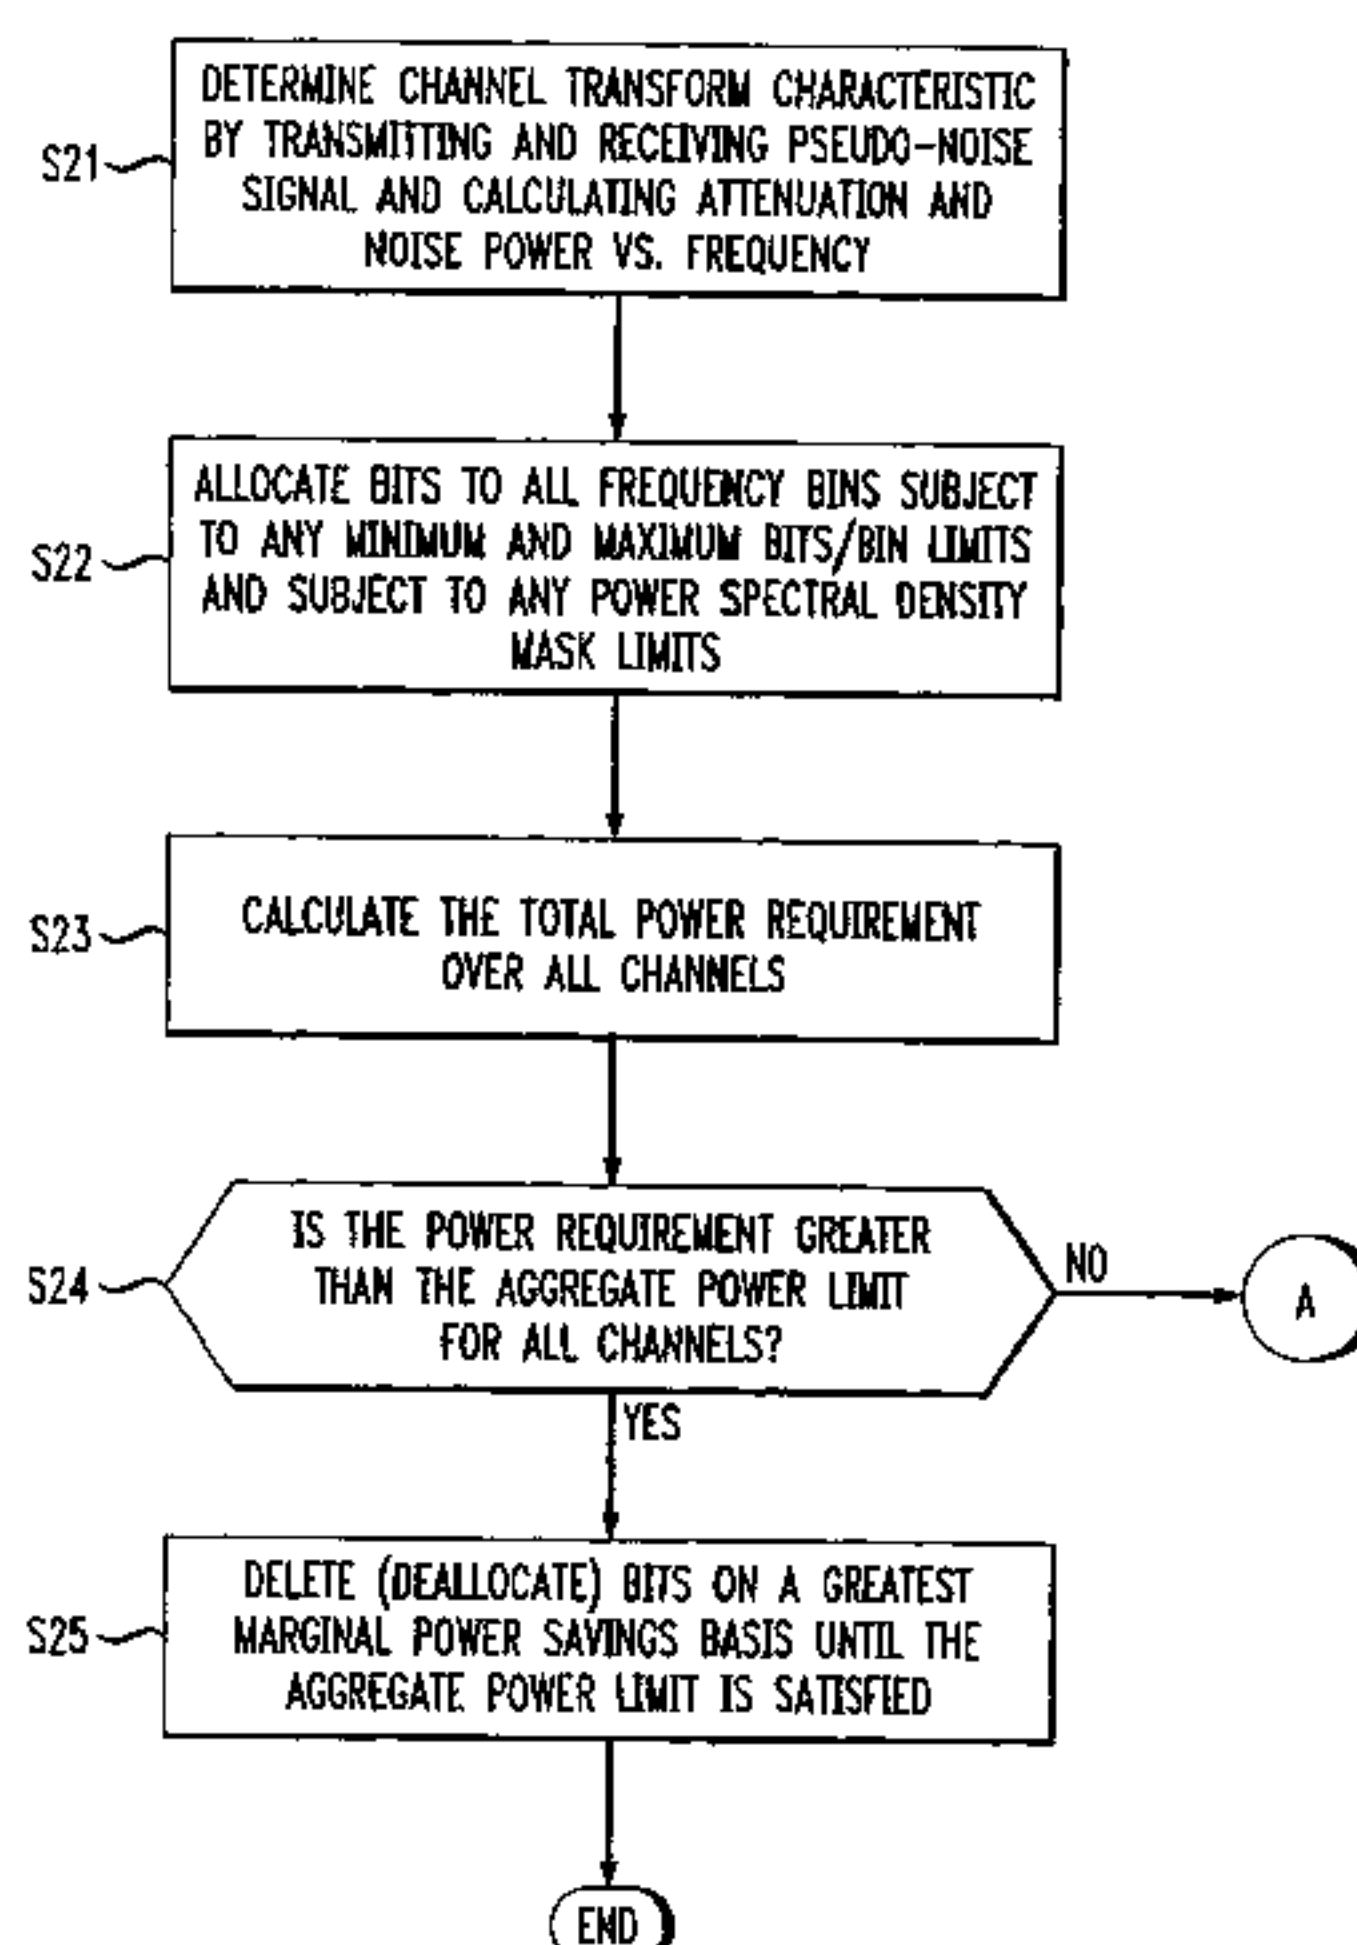 DETERMINE CHANNEL TRANSFORM CHARACTERISTIC
BY TRANSMITTING AND RECEIVING PSEUDO-NOISE
SIGNAL AND CALCULATING ATTENUATION AND
NOISE POWER VS. FREQUENCY
S21
ALLOCATE BITS TO ALL FREQUENCY BINS SUBJECT
TO ANY MINIMUM AND MAXIMUM BITS/BIN LIMITS
AND SUBJECT TO ANY POWER SPECTRAL DENSITY
MASK LIMITS
S22
CALCULATE THE TOTAL POWER REQUIREMENT
OVER ALL CHANNELS
S23
IS THE POWER REQUIREMENT GREATER
THAN THE AGGREGATE POWER LIMIT
FOR ALL CHANNELS?
S24
NO
A
YES
DELETE (DEALLOCATE) BITS ON A GREATEST
MARGINAL POWER SAVINGS BASIS UNTIL THE
AGGREGATE POWER LIMIT IS SATISFIED
S25
END